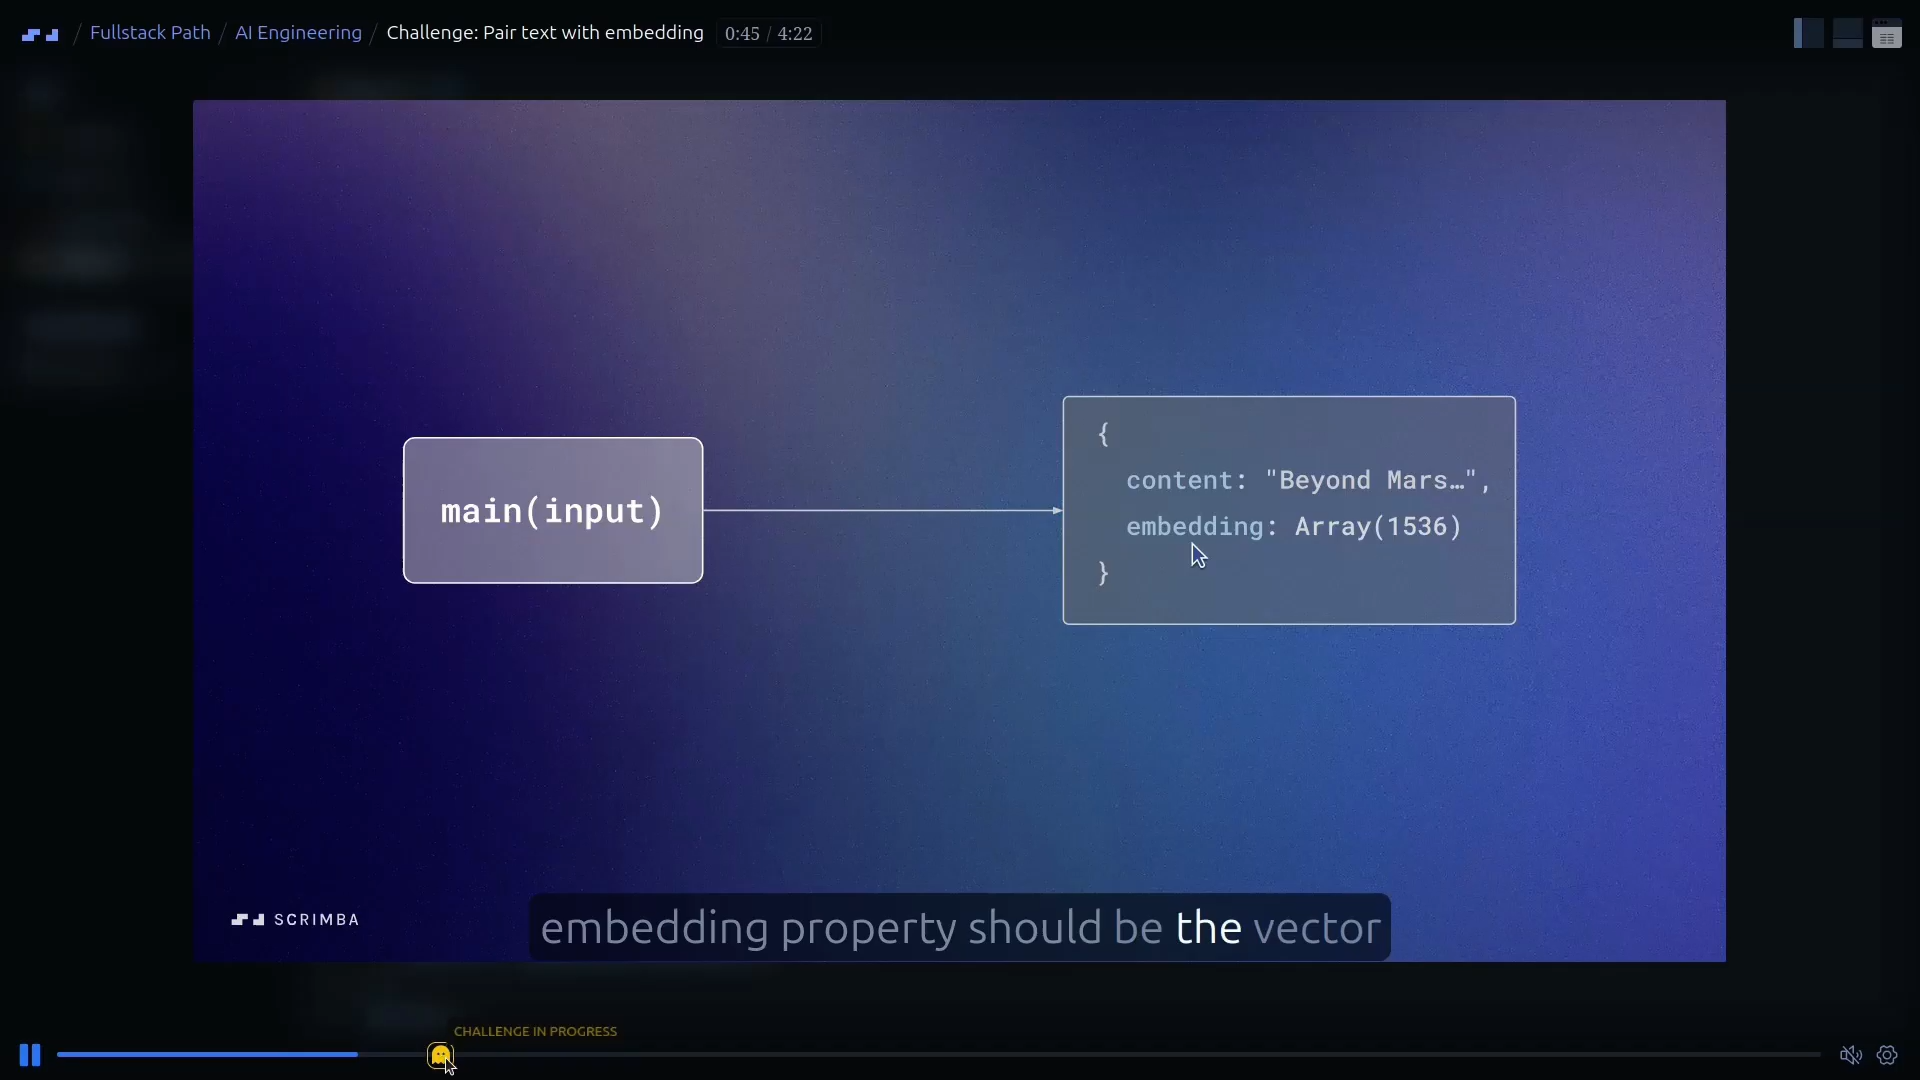 / Fullstack Path / AI Engineering / Challenge: Pair text with embedding 0:45 / 4:22
main(input)
{
content: "Beyond Mars…",
embedding: Array(1536)
}
SCRIMBA
embedding property should be the vector
CHALLENGE IN PROGRESS